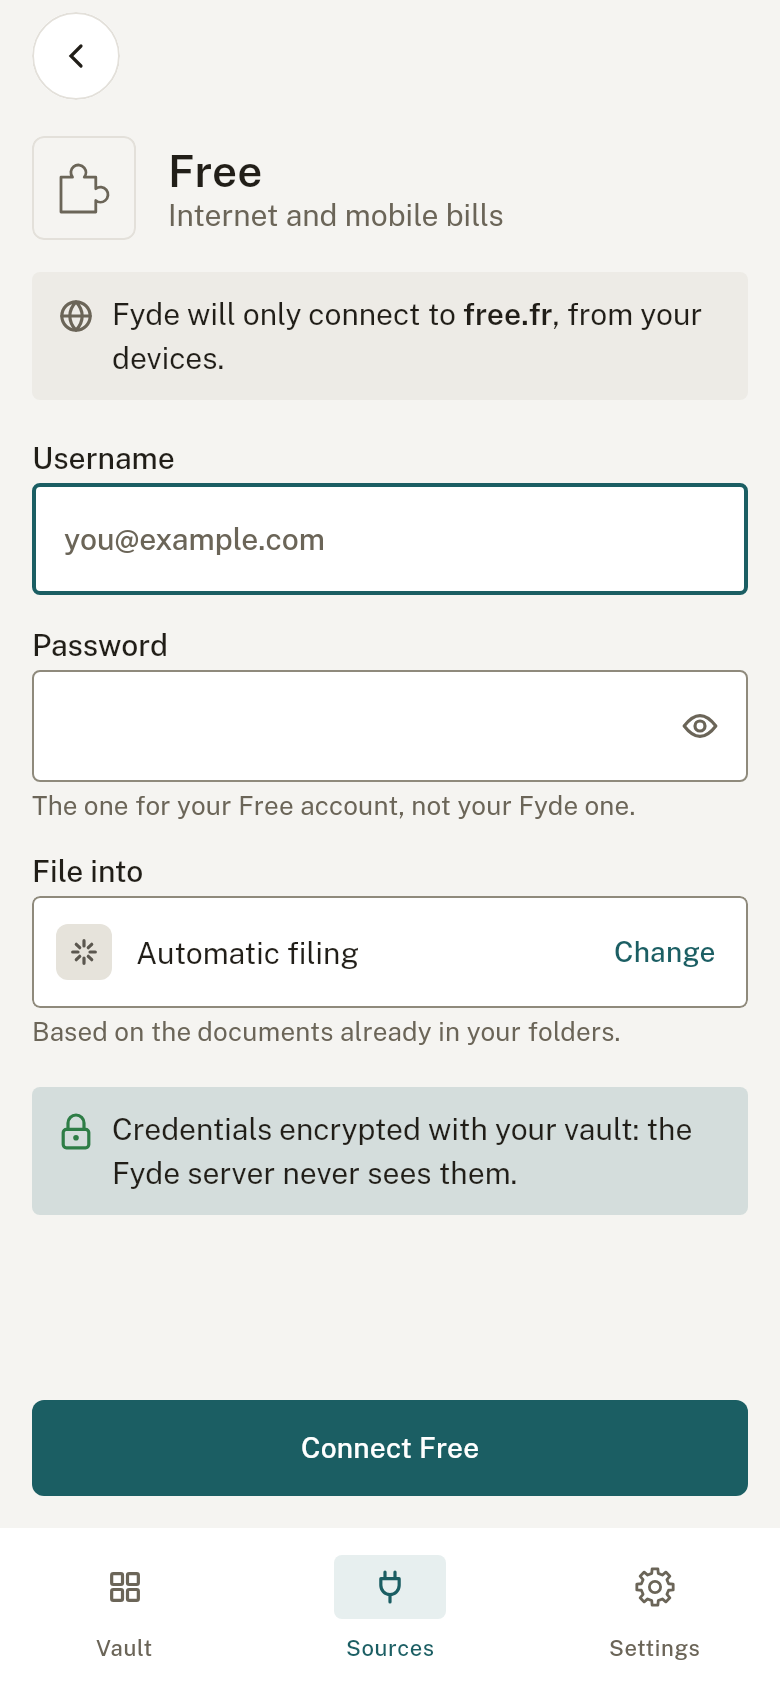 Free
Internet and mobile bills
Fyde will only connect to free.fr, from your
devices.
Username
you@example.com
Password
The one for your Free account, not your Fyde one.
File into
Automatic filing
Change
Based on the documents already in your folders.
Credentials encrypted with your vault: the
Fyde server never sees them.
Connect Free
Vault
Sources
Settings